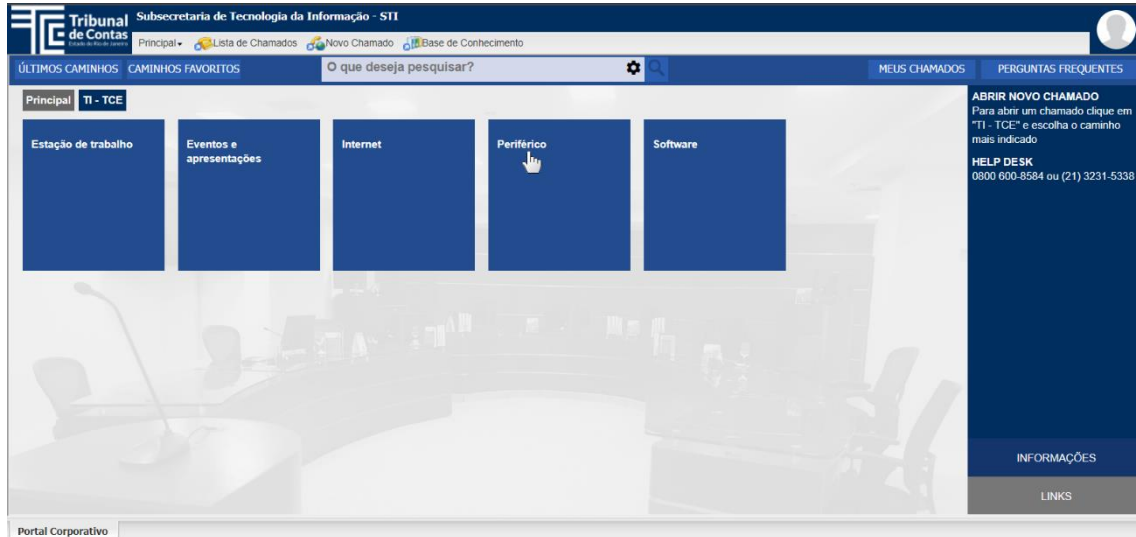 Tribunal
de Contas
Estado do Rio de Janeiro
Subsecretaria de Tecnologia da Informação - STI
Principal Lista de Chamados Novo Chamado Base de Conhecimento
ÚLTIMOS CAMINHOS CAMINHOS FAVORITOS O que deseja pesquisar? MEUS CHAMADOS PERGUNTAS FREQUENTES
Principal TI - TCE
Estação de trabalho
Eventos e
apresentações
Internet
Periférico
Software
ABRIR NOVO CHAMADO
Para abrir um chamado clique em
"TI - TCE" e escolha o caminho
mais indicado
HELP DESK
0800 600-8584 ou (21) 3231-5338
INFORMAÇÕES
LINKS
Portal Corporativo